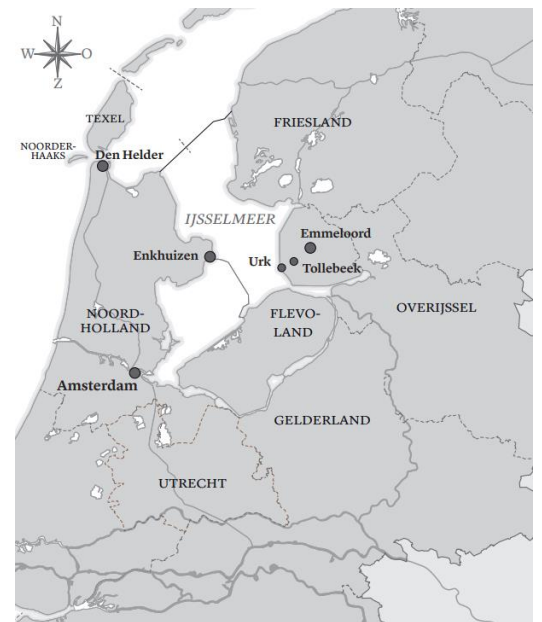 N
W O
Z
TEXEL
NOORDER-
HAAKS
Den Helder
FRIESLAND
IJSSELMEER
Emmeloord
Enkhuizen
Urk
Tollebeek
NOORD-
HOLLAND
FLEVO-
LAND
OVERIJSSEL
Amsterdam
GELDERLAND
UTRECHT